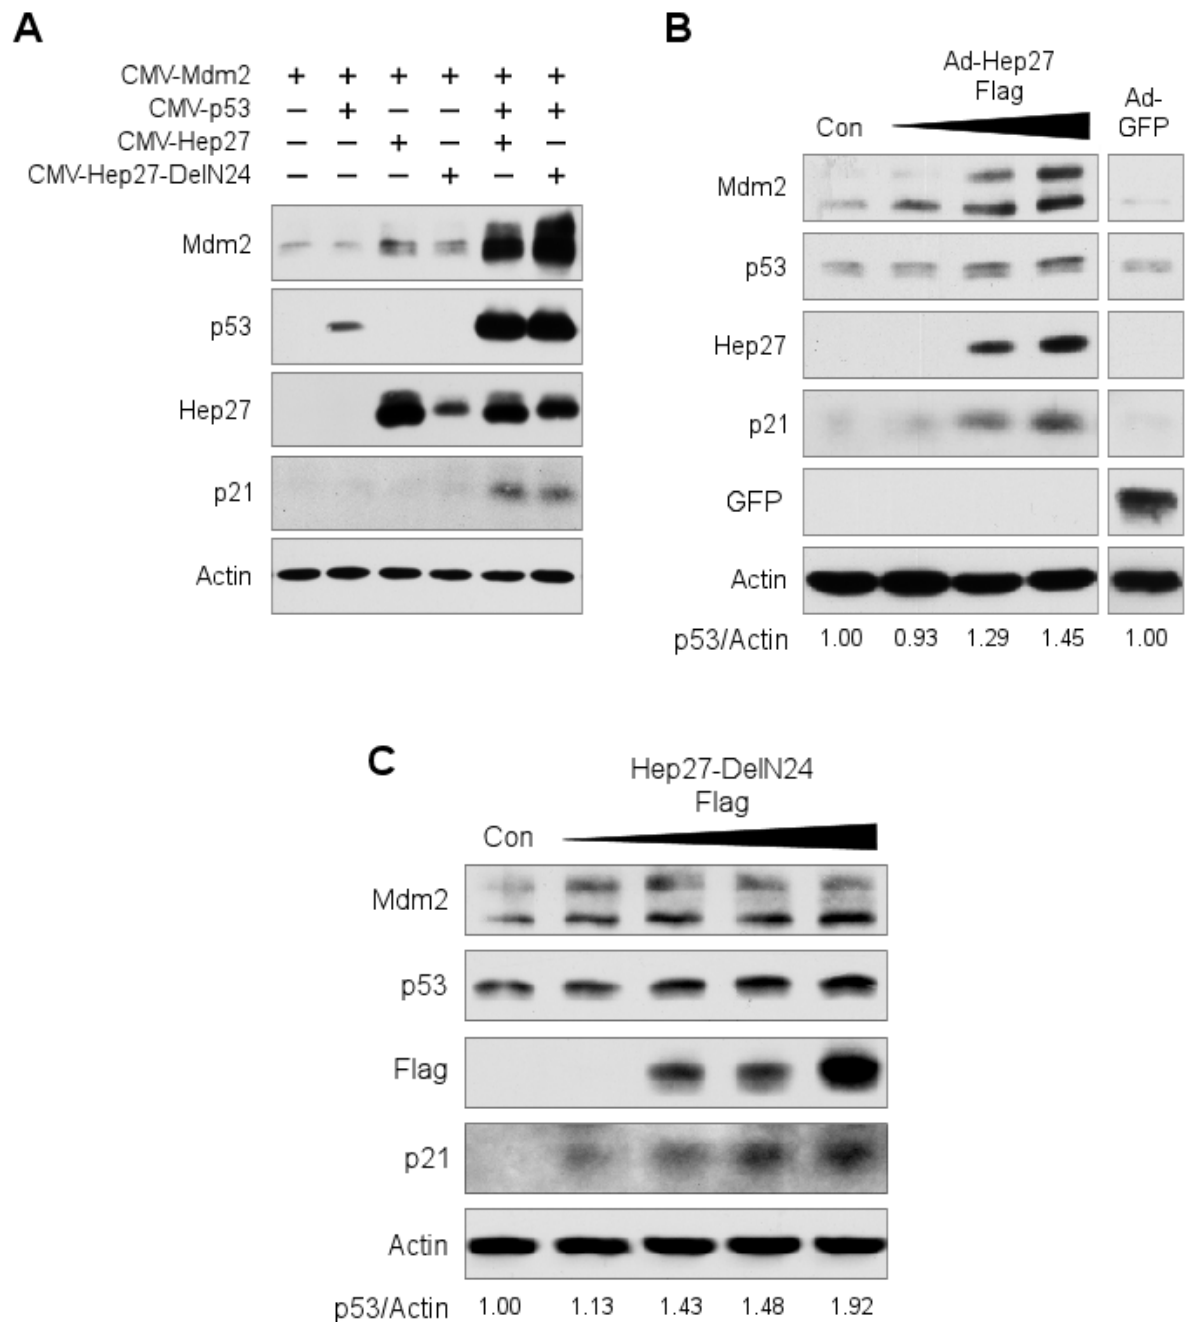 A
CMV-Mdm2 + + + + + +
CMV-p53 – + – – + +
CMV-Hep27 – – + – + –
CMV-Hep27-DelN24 – – – + – +
Mdm2
p53
Hep27
p21
Actin
B
Ad-Hep27
Flag
Con
Ad-
GFP
Mdm2
p53
Hep27
p21
GFP
Actin
p53/Actin 1.00 0.93 1.29 1.45 1.00
C
Hep27-DelN24
Flag
Con
Mdm2
p53
Flag
p21
Actin
p53/Actin 1.00 1.13 1.43 1.48 1.92